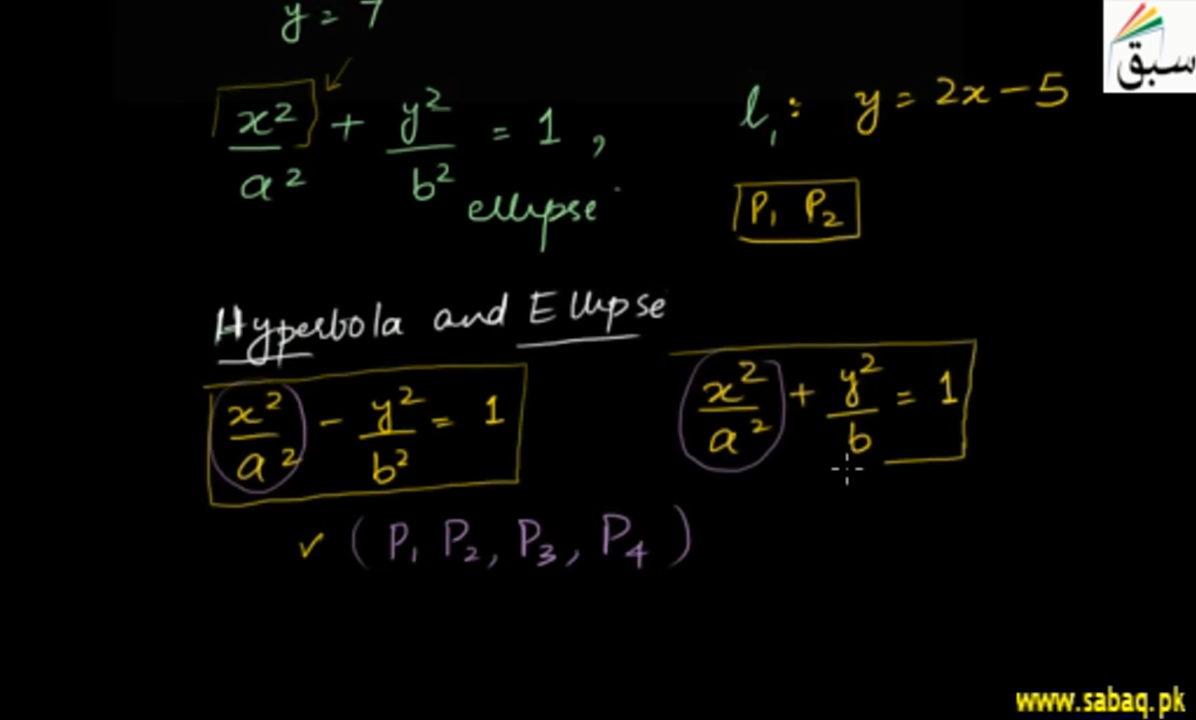 y = 7
x²/a² + y²/b² = 1 ,
ellipse
l₁ : y = 2x - 5
P₁ P₂
سبق
Hyperbola and Ellipse
x²/a² - y²/b² = 1
x²/a² + y²/b = 1
✓ ( P₁ P₂ , P₃ , P₄ )
www.sabaq.pk